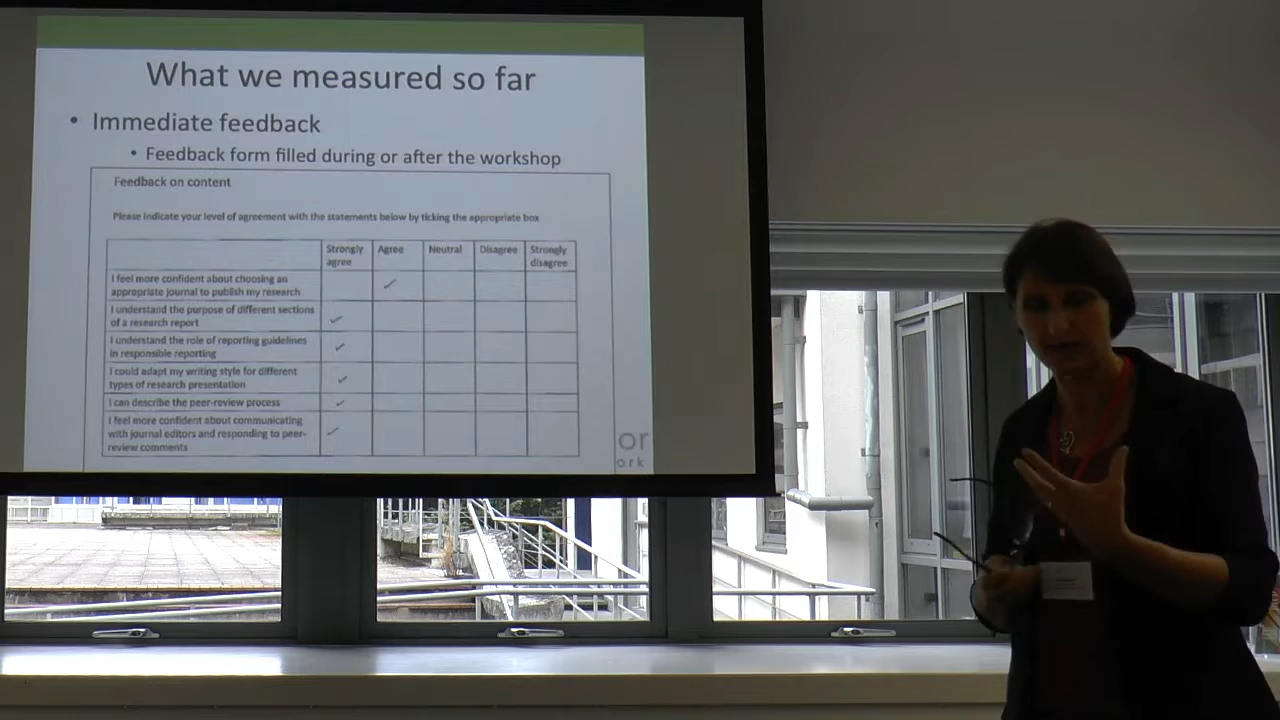 What we measured so far
• Immediate feedback
• Feedback form filled during or after the workshop
Feedback on content
Please indicate your level of agreement with the statements below by ticking the appropriate box
Strongly agree
Agree
Neutral
Disagree
Strongly disagree
I feel more confident about choosing an
appropriate journal to publish my research
I understand the purpose of different sections
of a research report
I understand the role of reporting guidelines
in responsible reporting
I could adapt my writing style for different
types of research presentation
I can describe the peer-review process
I feel more confident about communicating
with journal editors and responding to peer-
review comments
or
ork